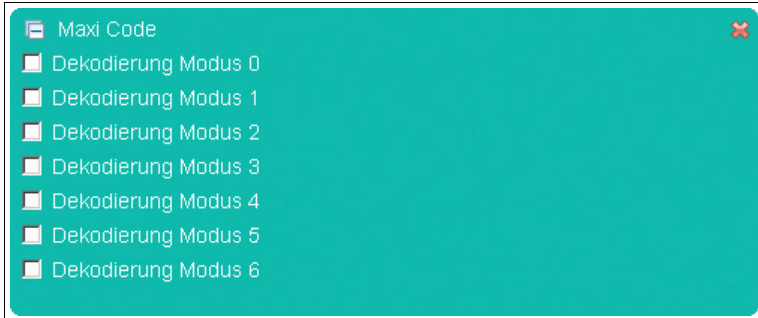 Maxi Code
Dekodierung Modus 0
Dekodierung Modus 1
Dekodierung Modus 2
Dekodierung Modus 3
Dekodierung Modus 4
Dekodierung Modus 5
Dekodierung Modus 6